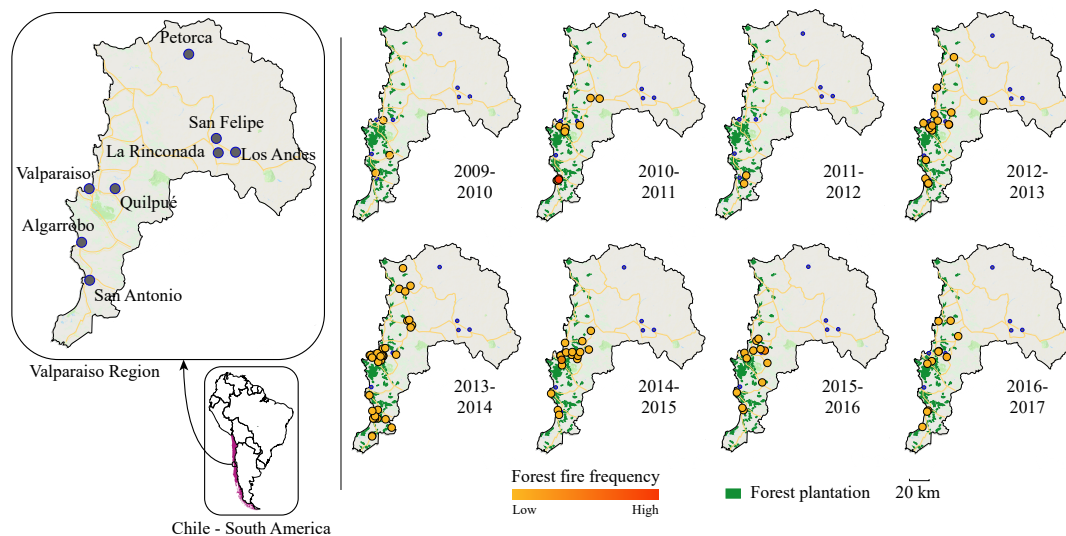 Petorca
San Felipe
La Rinconada
Los Andes
Valparaiso
Quilpué
Algarrobo
San Antonio
Valparaiso Region
Chile - South America
2009-
2010
2010-
2011
2011-
2012
2012-
2013
2013-
2014
2014-
2015
2015-
2016
2016-
2017
Forest fire frequency
Low
High
Forest plantation
20 km